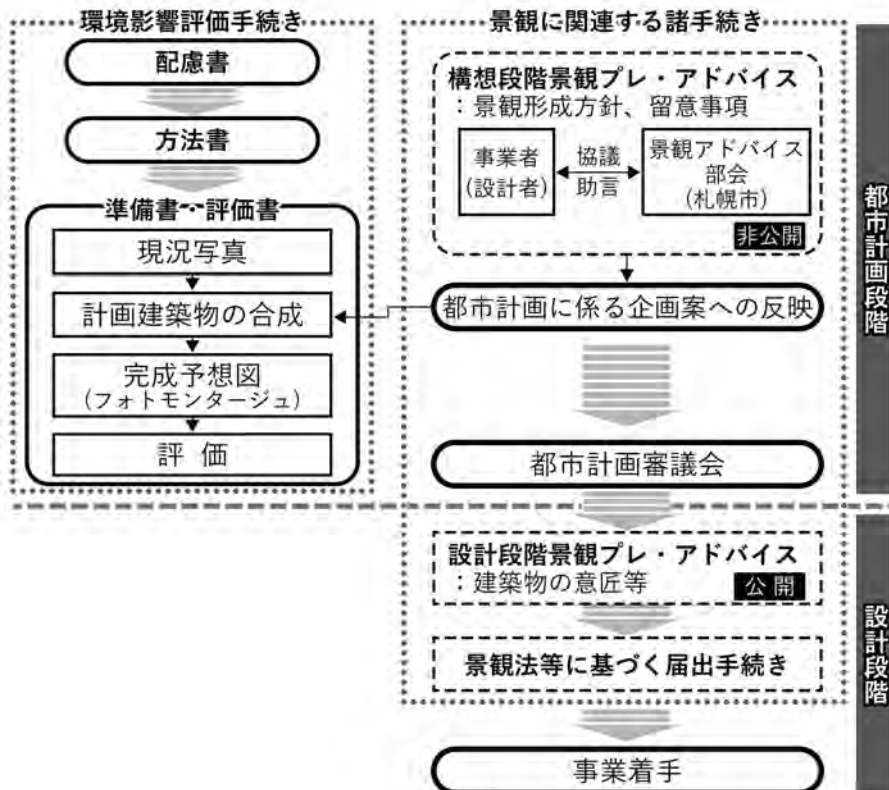 環境影響評価手続き
配慮書
方法書
準備書・評価書
現況写真
計画建築物の合成
完成予想図
(フォトモンタージュ)
評 価
景観に関連する諸手続き
構想段階景観プレ・アドバイス
:景観形成方針、留意事項
事業者
(設計者)
協議
助言
景観アドバイス
部会
(札幌市)
非公開
都市計画に係る企画案への反映
都市計画審議会
設計段階景観プレ・アドバイス
:建築物の意匠等
公 開
景観法等に基づく届出手続き
事業着手
都市計画段階
設計段階